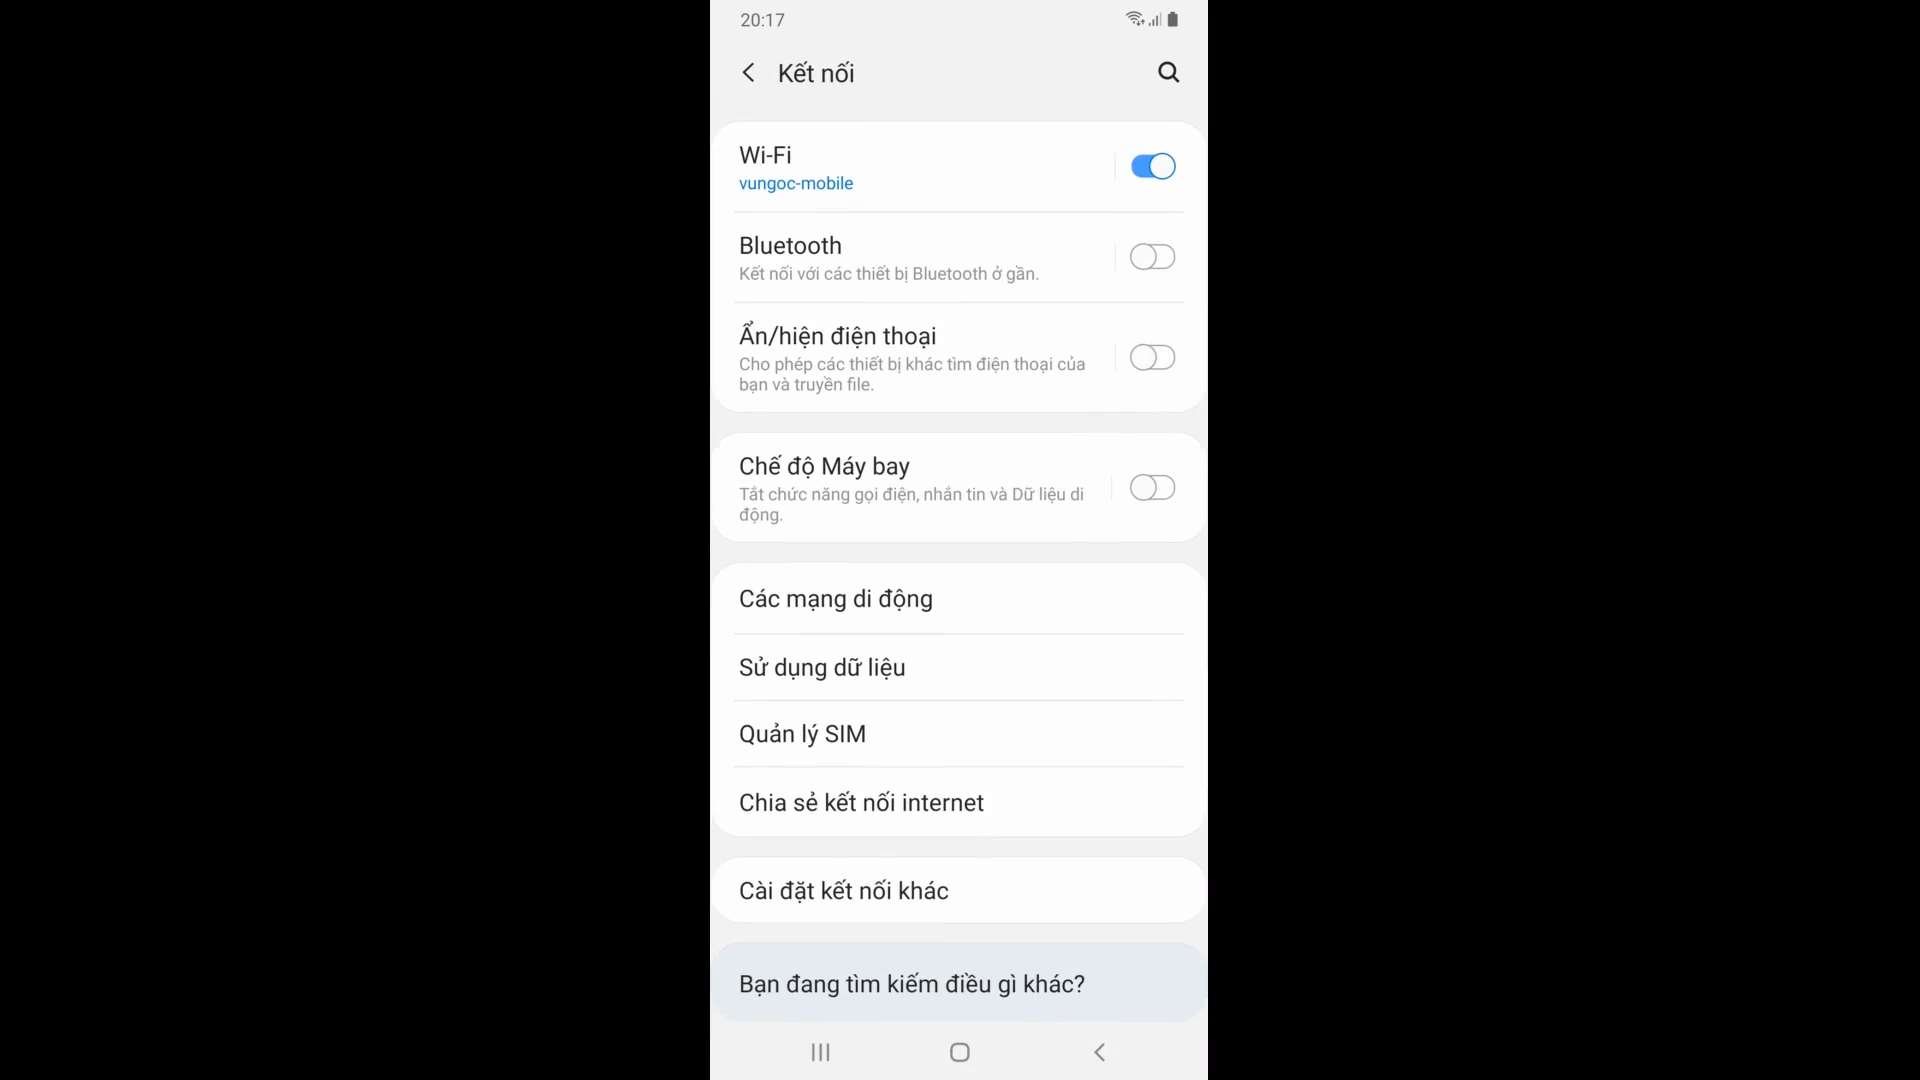 20:17
Kết nối
Wi-Fi
vungoc-mobile
Bluetooth
Kết nối với các thiết bị Bluetooth ở gần.
Ẩn/hiện điện thoại
Cho phép các thiết bị khác tìm điện thoại của
bạn và truyền file.
Chế độ Máy bay
Tắt chức năng gọi điện, nhắn tin và Dữ liệu di
động.
Các mạng di động
Sử dụng dữ liệu
Quản lý SIM
Chia sẻ kết nối internet
Cài đặt kết nối khác
Bạn đang tìm kiếm điều gì khác?